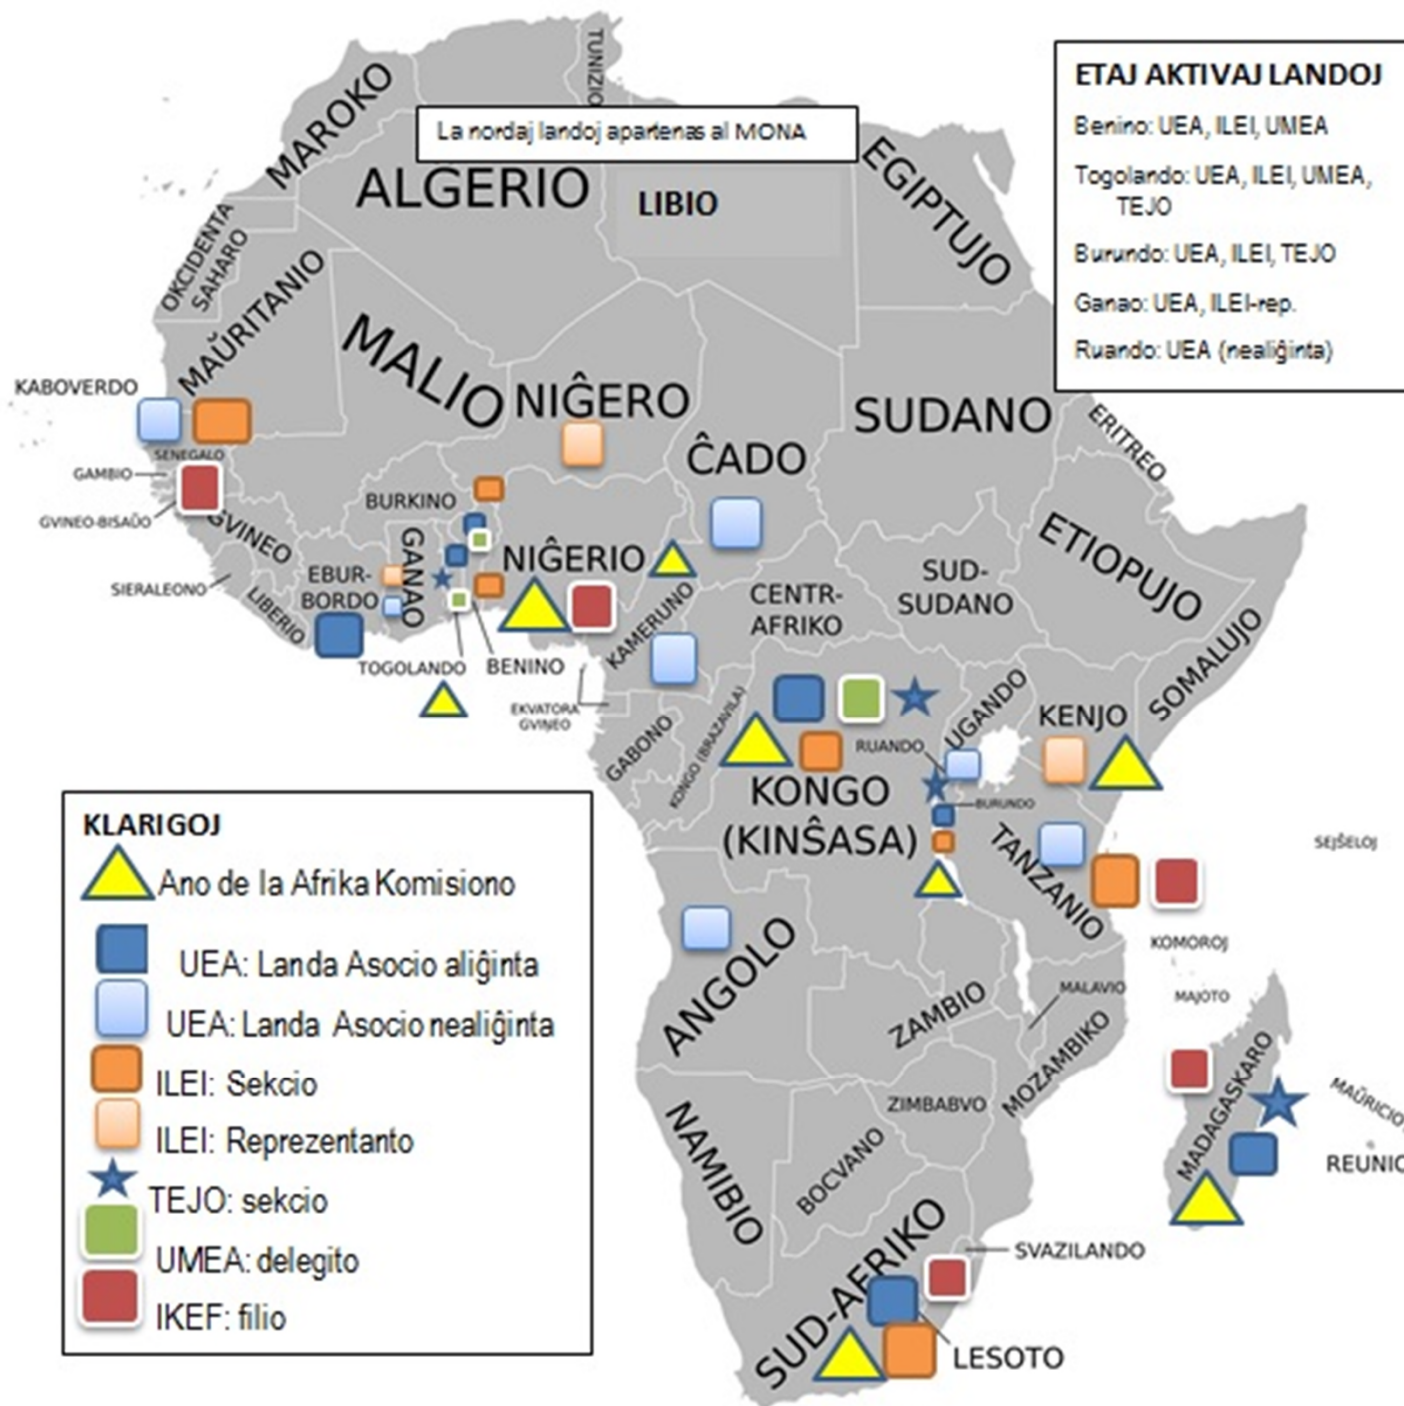 TUNIZIO
MAROKO
La nordaj landoj apartenas al MONA
ALGERIO
LIBIO
EGIPTUJO
ETAJ AKTIVAJ LANDOJ
Benino: UEA, ILEI, UMEA
Togolando: UEA, ILEI, UMEA,
TEJO
Burundo: UEA, ILEI, TEJO
Ganao: UEA, ILEI-rep.
Ruando: UEA (nealiĝinta)
OKCIDENTA
SAHARO
MAŬRITANIO
MALIO
NIĜERO
ĈADO
SUDANO
ERITREO
KABOVERDO
SENEGALO
GAMBIO
GVINEO-BISAŬO
GVINEO
SIERALEONO
LIBERIO
BURKINO
EBUR-
BORDO
GANAO
TOGOLANDO
BENINO
NIĜERIO
KAMERUNO
EKVATORA
GVINEO
CENTR-
AFRIKO
SUD-
SUDANO
ETIOPUJO
SOMALUJO
GABONO
KONGO (BRAZAVILA)
KONGO
(KINŜASA)
RUANDO
UGANDO
KENJO
BURUNDO
TANZANIO
SEJŜELOJ
KOMOROJ
MAJOTO
ANGOLO
ZAMBIO
MALAVIO
MOZAMBIKO
ZIMBABVO
NAMIBIO
BOCVANO
MADAGASKARO
MAŬRICIO
REUNIO
SVAZILANDO
SUD-AFRIKO
LESOTO
KLARIGOJ
Ano de la Afrika Komisiono
UEA: Landa Asocio aliĝinta
UEA: Landa Asocio nealiĝinta
ILEI: Sekcio
ILEI: Reprezentanto
TEJO: sekcio
UMEA: delegito
IKEF: filio